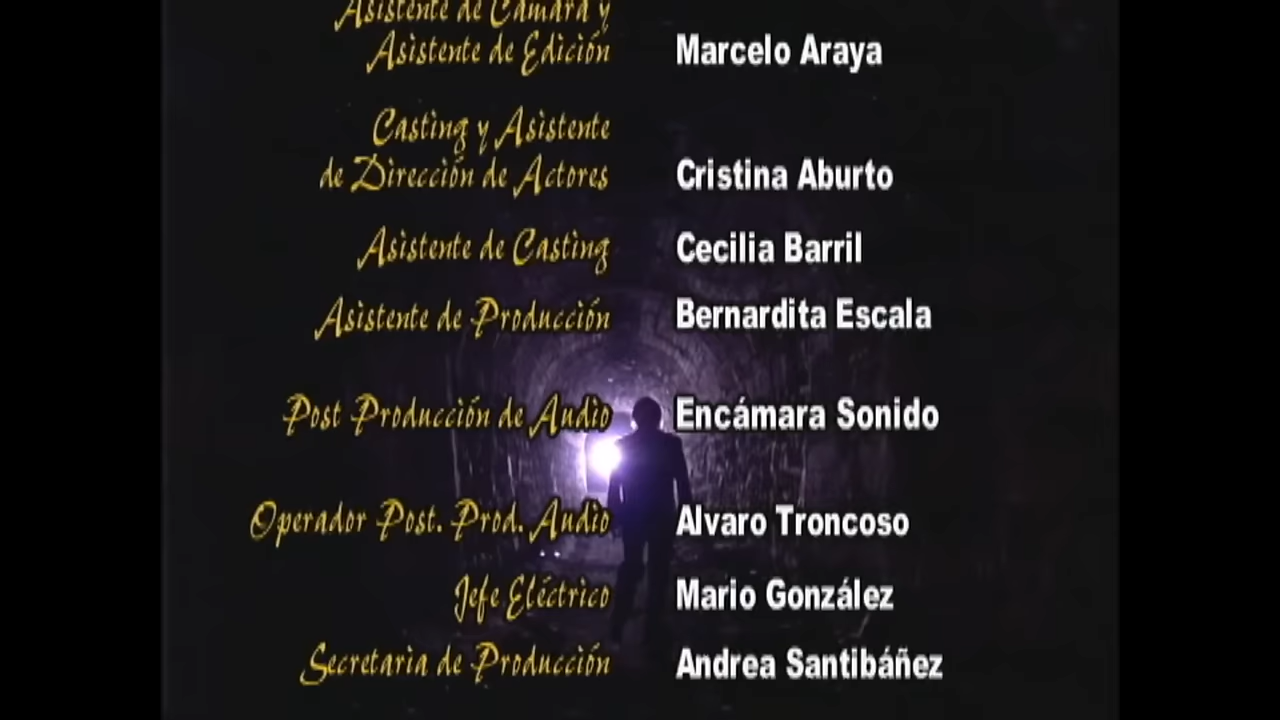 Asistente de Cámara y
Asistente de Edición Marcelo Araya
Casting y Asistente
de Dirección de Actores Cristina Aburto
Asistente de Casting Cecilia Barril
Asistente de Producción Bernardita Escala
Post Producción de Audio Encámara Sonido
Operador Post. Prod. Audio Alvaro Troncoso
Jefe Eléctrico Mario González
Secretaria de Producción Andrea Santibáñez